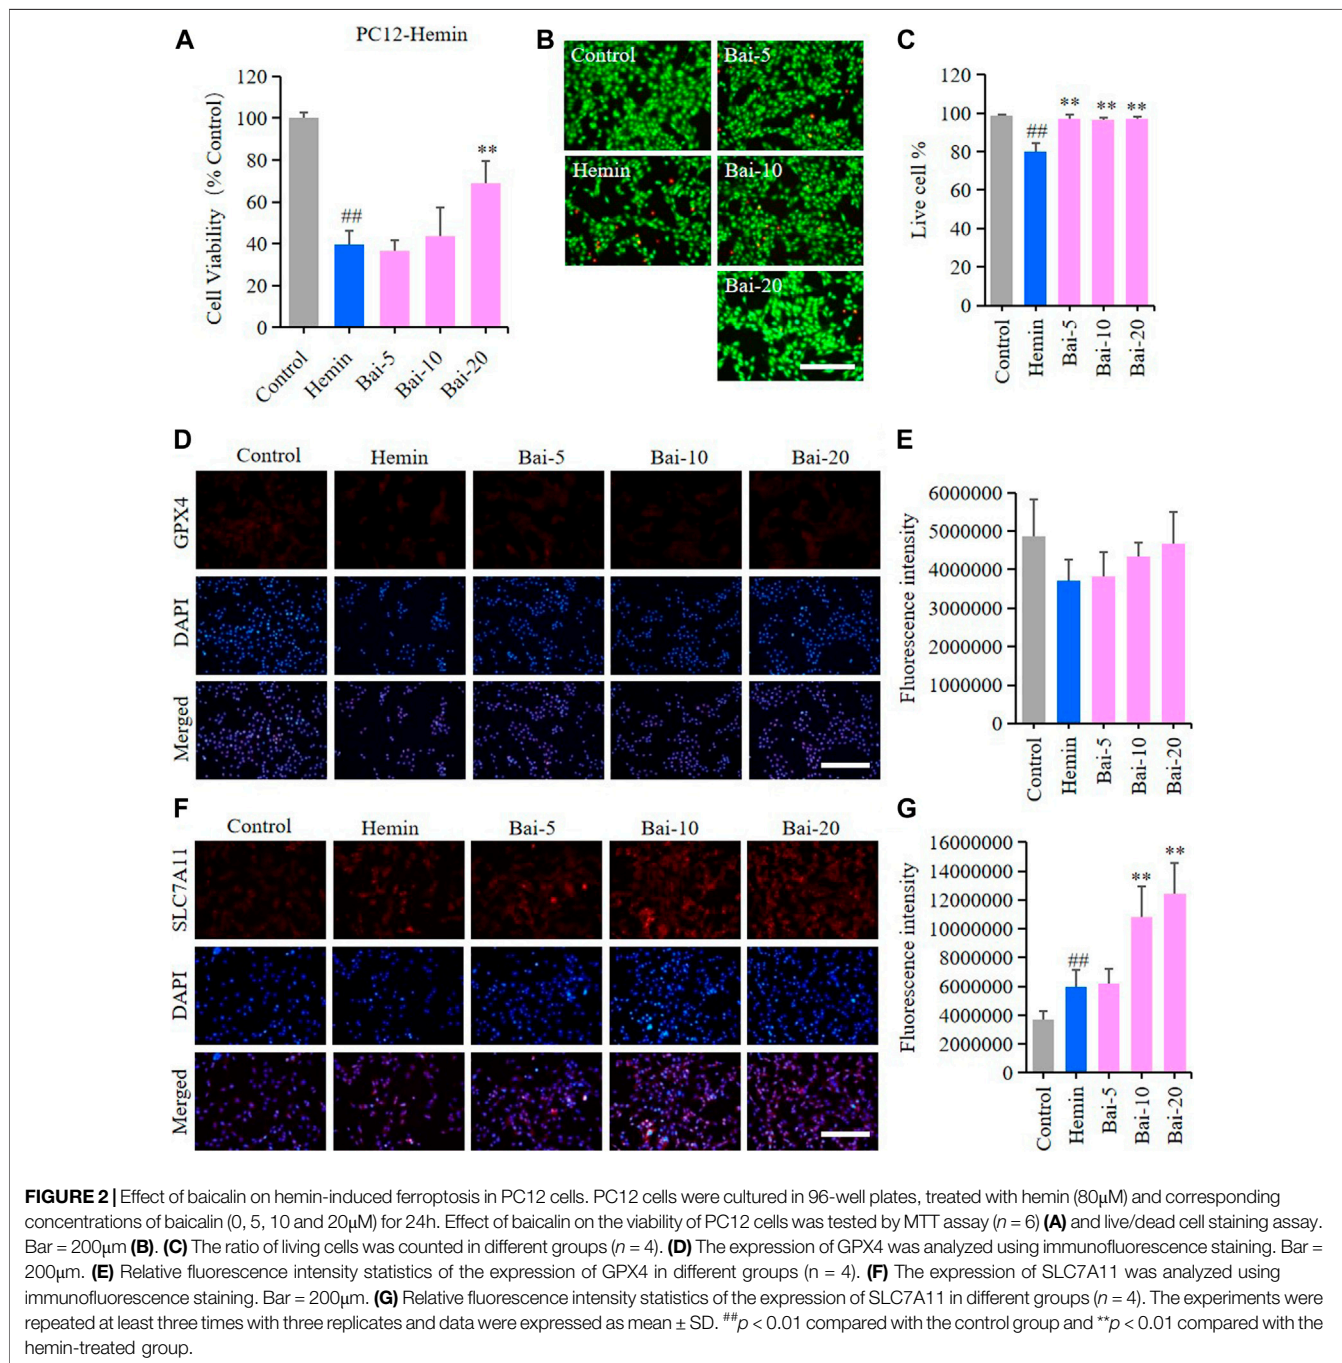 A
PC12-Hemin
Cell Viability (% Control)
120
100
80
60
40
20
0
##
**
Control
Hemin
Bai-5
Bai-10
Bai-20
B
Control
Bai-5
Hemin
Bai-10
Bai-20
C
Live cell %
120
100
80
60
40
20
0
##
**
**
**
Control
Hemin
Bai-5
Bai-10
Bai-20
D
Control
Hemin
Bai-5
Bai-10
Bai-20
GPX4
DAPI
Merged
E
Fluorescence intensity
6000000
5000000
4000000
3000000
2000000
1000000
0
Control
Hemin
Bai-5
Bai-10
Bai-20
F
Control
Hemin
Bai-5
Bai-10
Bai-20
SLC7A11
DAPI
Merged
G
Fluorescence intensity
16000000
14000000
12000000
10000000
8000000
6000000
4000000
2000000
0
##
**
**
Control
Hemin
Bai-5
Bai-10
Bai-20
FIGURE 2 | Effect of baicalin on hemin-induced ferroptosis in PC12 cells. PC12 cells were cultured in 96-well plates, treated with hemin (80μM) and corresponding
concentrations of baicalin (0, 5, 10 and 20μM) for 24h. Effect of baicalin on the viability of PC12 cells was tested by MTT assay (n = 6) (A) and live/dead cell staining assay.
Bar = 200μm (B). (C) The ratio of living cells was counted in different groups (n = 4). (D) The expression of GPX4 was analyzed using immunofluorescence staining. Bar =
200μm. (E) Relative fluorescence intensity statistics of the expression of GPX4 in different groups (n = 4). (F) The expression of SLC7A11 was analyzed using
immunofluorescence staining. Bar = 200μm. (G) Relative fluorescence intensity statistics of the expression of SLC7A11 in different groups (n = 4). The experiments were
repeated at least three times with three replicates and data were expressed as mean ± SD. ##p < 0.01 compared with the control group and **p < 0.01 compared with the
hemin-treated group.